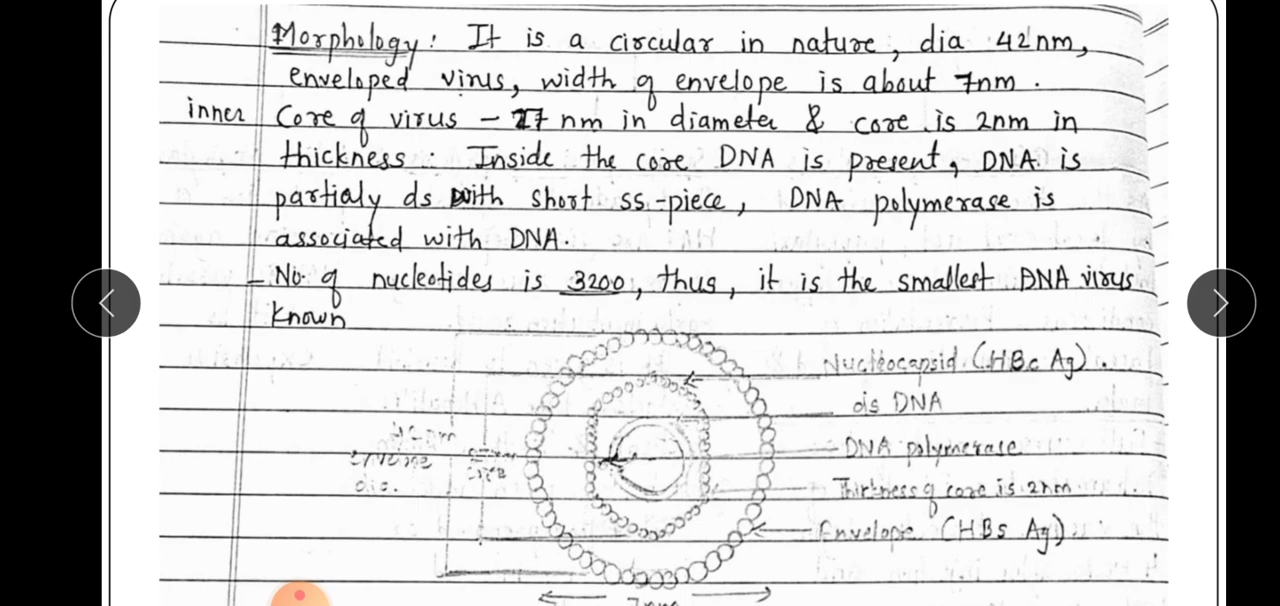 Morphology: It is a circular in nature, dia 42nm,
enveloped virus, width of envelope is about 7nm.
inner Core of virus - 27 nm in diameter & core is 2nm in
thickness. Inside the core DNA is present, DNA is
partialy ds with short ss-piece, DNA polymerase is
associated with DNA.
- No. of nucleotides is 3200, thus, it is the smallest DNA virus
known
Nucleocapsid (HBc Ag).
ds DNA
DNA polymerase
Thickness of core is 2nm
Envelope (HBs Ag)
42nm
dia.
core
7nm